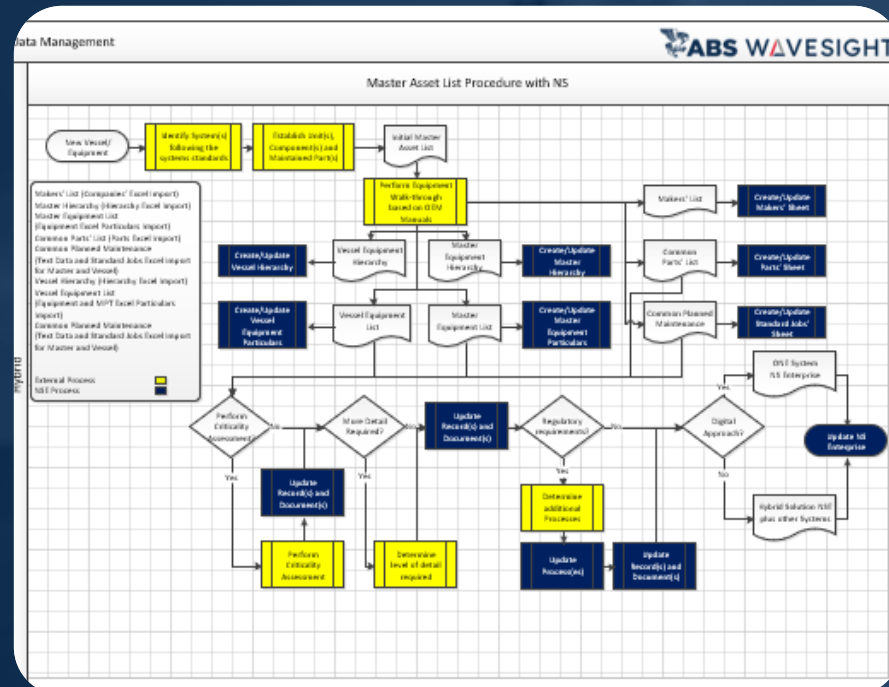 Data Management
ABS WAVESIGHT
Master Asset List Procedure with NS
New Vessel/
Equipment
Identify System(s)
following the
systems standards
Establish Unit(s),
Component(s) and
Maintained Part(s)
Initial Master
Asset List
Perform Equipment
Walk-through
based on OEM
Manuals
Makers' List
Create/Update
Makers' Sheet
Makers' List (Companies' Excel Import)
Master Hierarchy (Hierarchy Excel Import)
Master Equipment List
(Equipment Excel Particulars Import)
Common Parts' List (Parts Excel Import)
Common Planned Maintenance
(Text Data and Standard Jobs Excel Import
for Master and Vessel)
Vessel Hierarchy (Hierarchy Excel Import)
Vessel Equipment List
(Equipment and MPT Excel Particulars
Import)
Common Planned Maintenance
(Text Data and Standard Jobs Excel Import
for Master and Vessel)
External Process
NSE Process
Hybrid
Create/Update
Vessel Hierarchy
Vessel Equipment
Hierarchy
Master
Equipment
Hierarchy
Create/Update
Master
Hierarchy
Common
Parts' List
Create/Update
Parts' Sheet
Create/Update
Vessel
Equipment
Particulars
Vessel Equipment
List
Master
Equipment List
Create/Update
Master
Equipment
Particulars
Common Planned
Maintenance
Create/Update
Standard Jobs'
Sheet
Perform
Criticality
Assessment?
No
Yes
More Detail
Required?
No
Yes
Update
Record(s) and
Document(s)
Regulatory
requirements?
No
Yes
Digital
Approach?
Yes
No
ONE System
NS Enterprise
Update NS
Enterprise
Hybrid Solution NSE
plus other Systems
Update
Record(s) and
Document(s)
Perform
Criticality
Assessment
Determine
level of detail
required
Determine
additional
Processes
Update
Process(es)
Update
Record(s) and
Document(s)